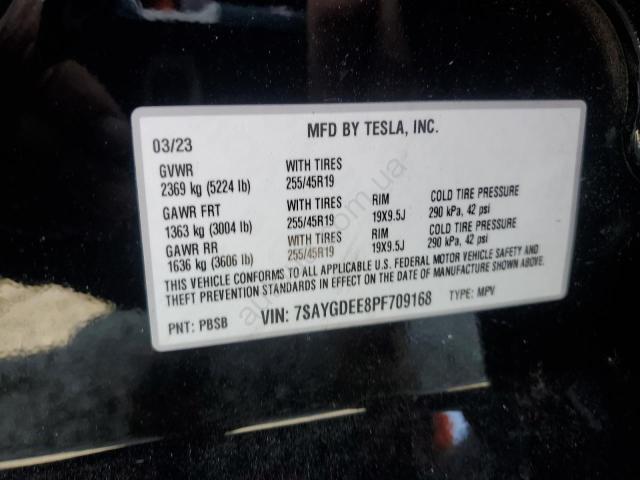 MFD BY TESLA, INC.
03/23
GVWR WITH TIRES
2369 kg (5224 lb) 255/45R19
GAWR FRT WITH TIRES RIM COLD TIRE PRESSURE
1363 kg (3004 lb) 255/45R19 19X9.5J 290 kPa, 42 psi
GAWR RR WITH TIRES RIM COLD TIRE PRESSURE
1636 kg (3606 lb) 255/45R19 19X9.5J 290 kPa, 42 psi
THIS VEHICLE CONFORMS TO ALL APPLICABLE U.S. FEDERAL MOTOR VEHICLE SAFETY AND
THEFT PREVENTION STANDARDS IN EFFECT ON THE DATE OF MANUFACTURE SHOWN ABOVE.
PNT: PBSB VIN: 7SAYGDEE8PF709168 TYPE: MPV